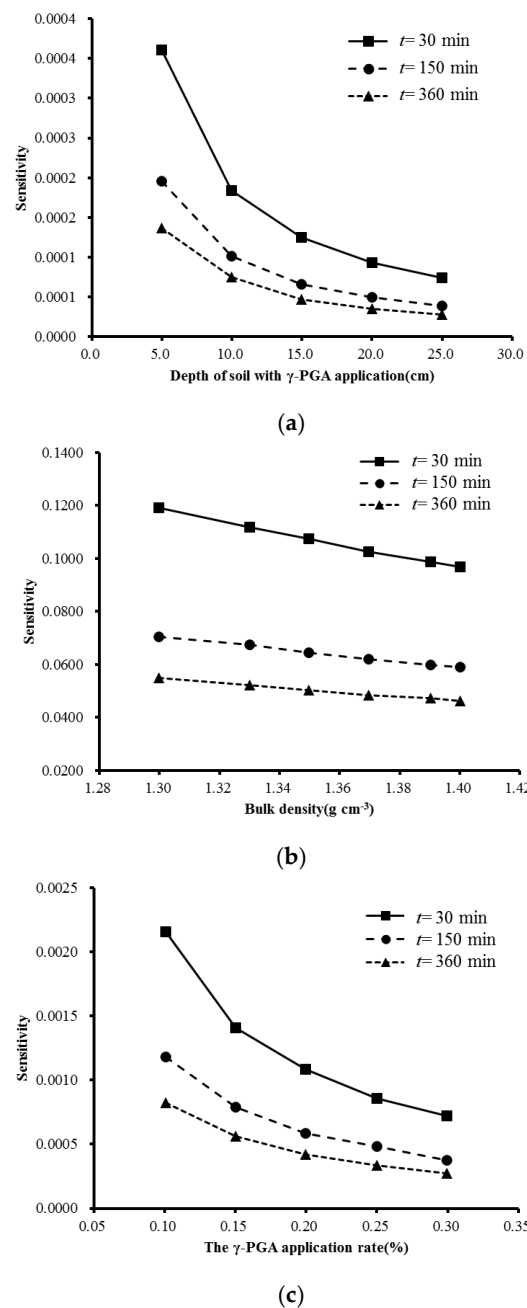 0.0004
0.0004
0.0003
0.0003
0.0002
0.0002
0.0001
0.0001
0.0000
Sensitivity
t= 30 min
t= 150 min
t= 360 min
0.0 5.0 10.0 15.0 20.0 25.0 30.0
Depth of soil with γ-PGA application(cm)
(a)
0.1400
0.1200
0.1000
0.0800
0.0600
0.0400
0.0200
Sensitivity
t= 30 min
t= 150 min
t= 360 min
1.28 1.30 1.32 1.34 1.36 1.38 1.40 1.42
Bulk density(g cm⁻³)
(b)
0.0025
0.0020
0.0015
0.0010
0.0005
0.0000
Sensitivity
t= 30 min
t= 150 min
t= 360 min
0.05 0.10 0.15 0.20 0.25 0.30 0.35
The γ-PGA application rate(%)
(c)